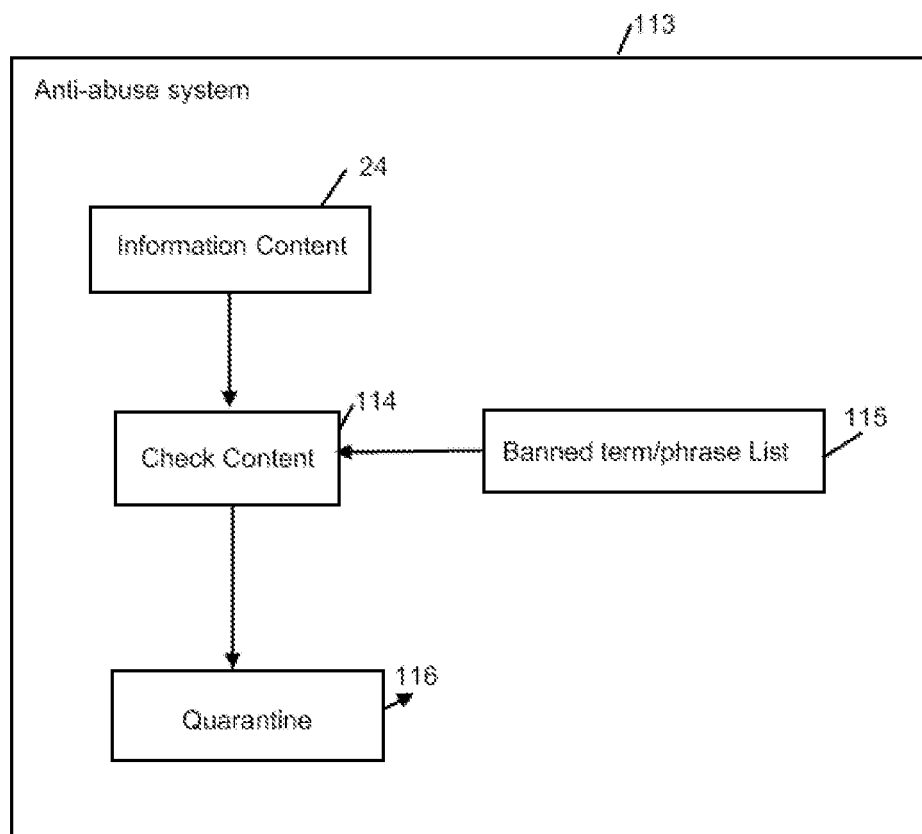 113
Anti-abuse system
24
Information Content
114
Check Content
115
Banned term/phrase List
116
Quarantine